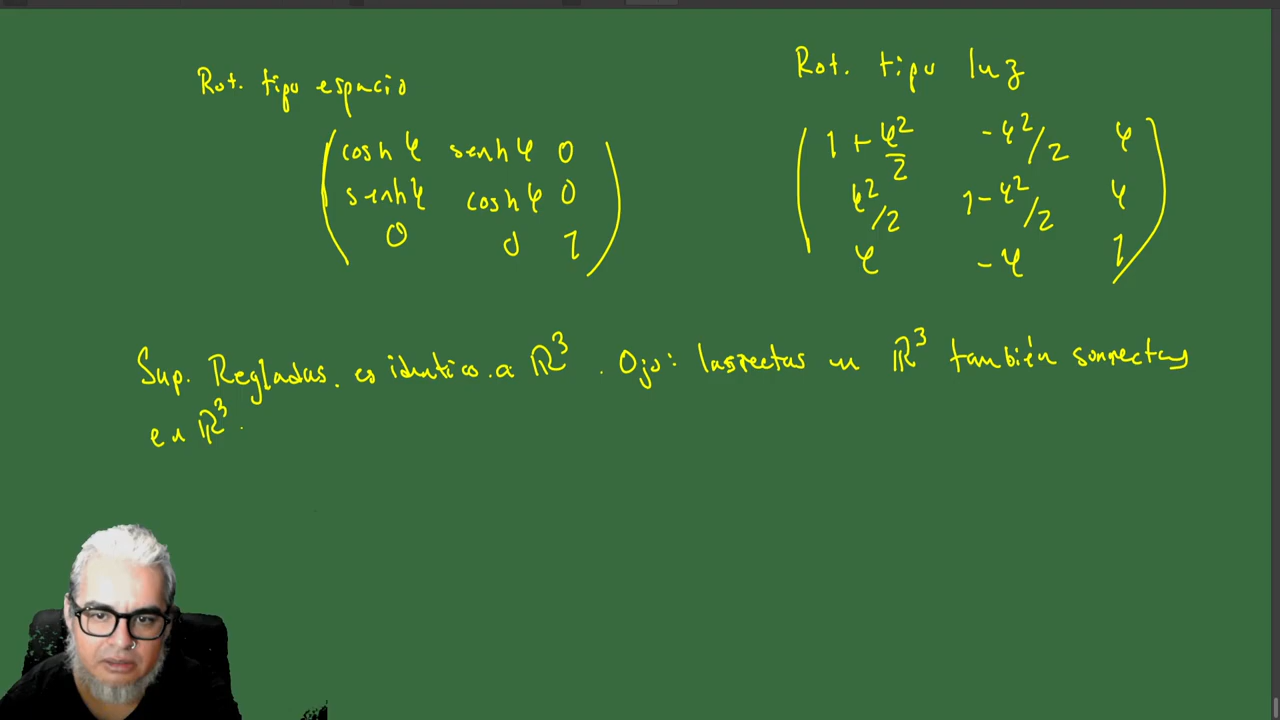 Rot. tipo espacio
cosh φ senh φ 0
senh φ cosh φ 0
0 0 1
Rot. tipo luz
1 + φ²/2 -φ²/2 φ
φ²/2 1-φ²/2 φ
φ -φ 1
Sup. Regladas. es identico a ℝ³. Ojo: las rectas en ℝ³ también son rectas
en ℝ³.